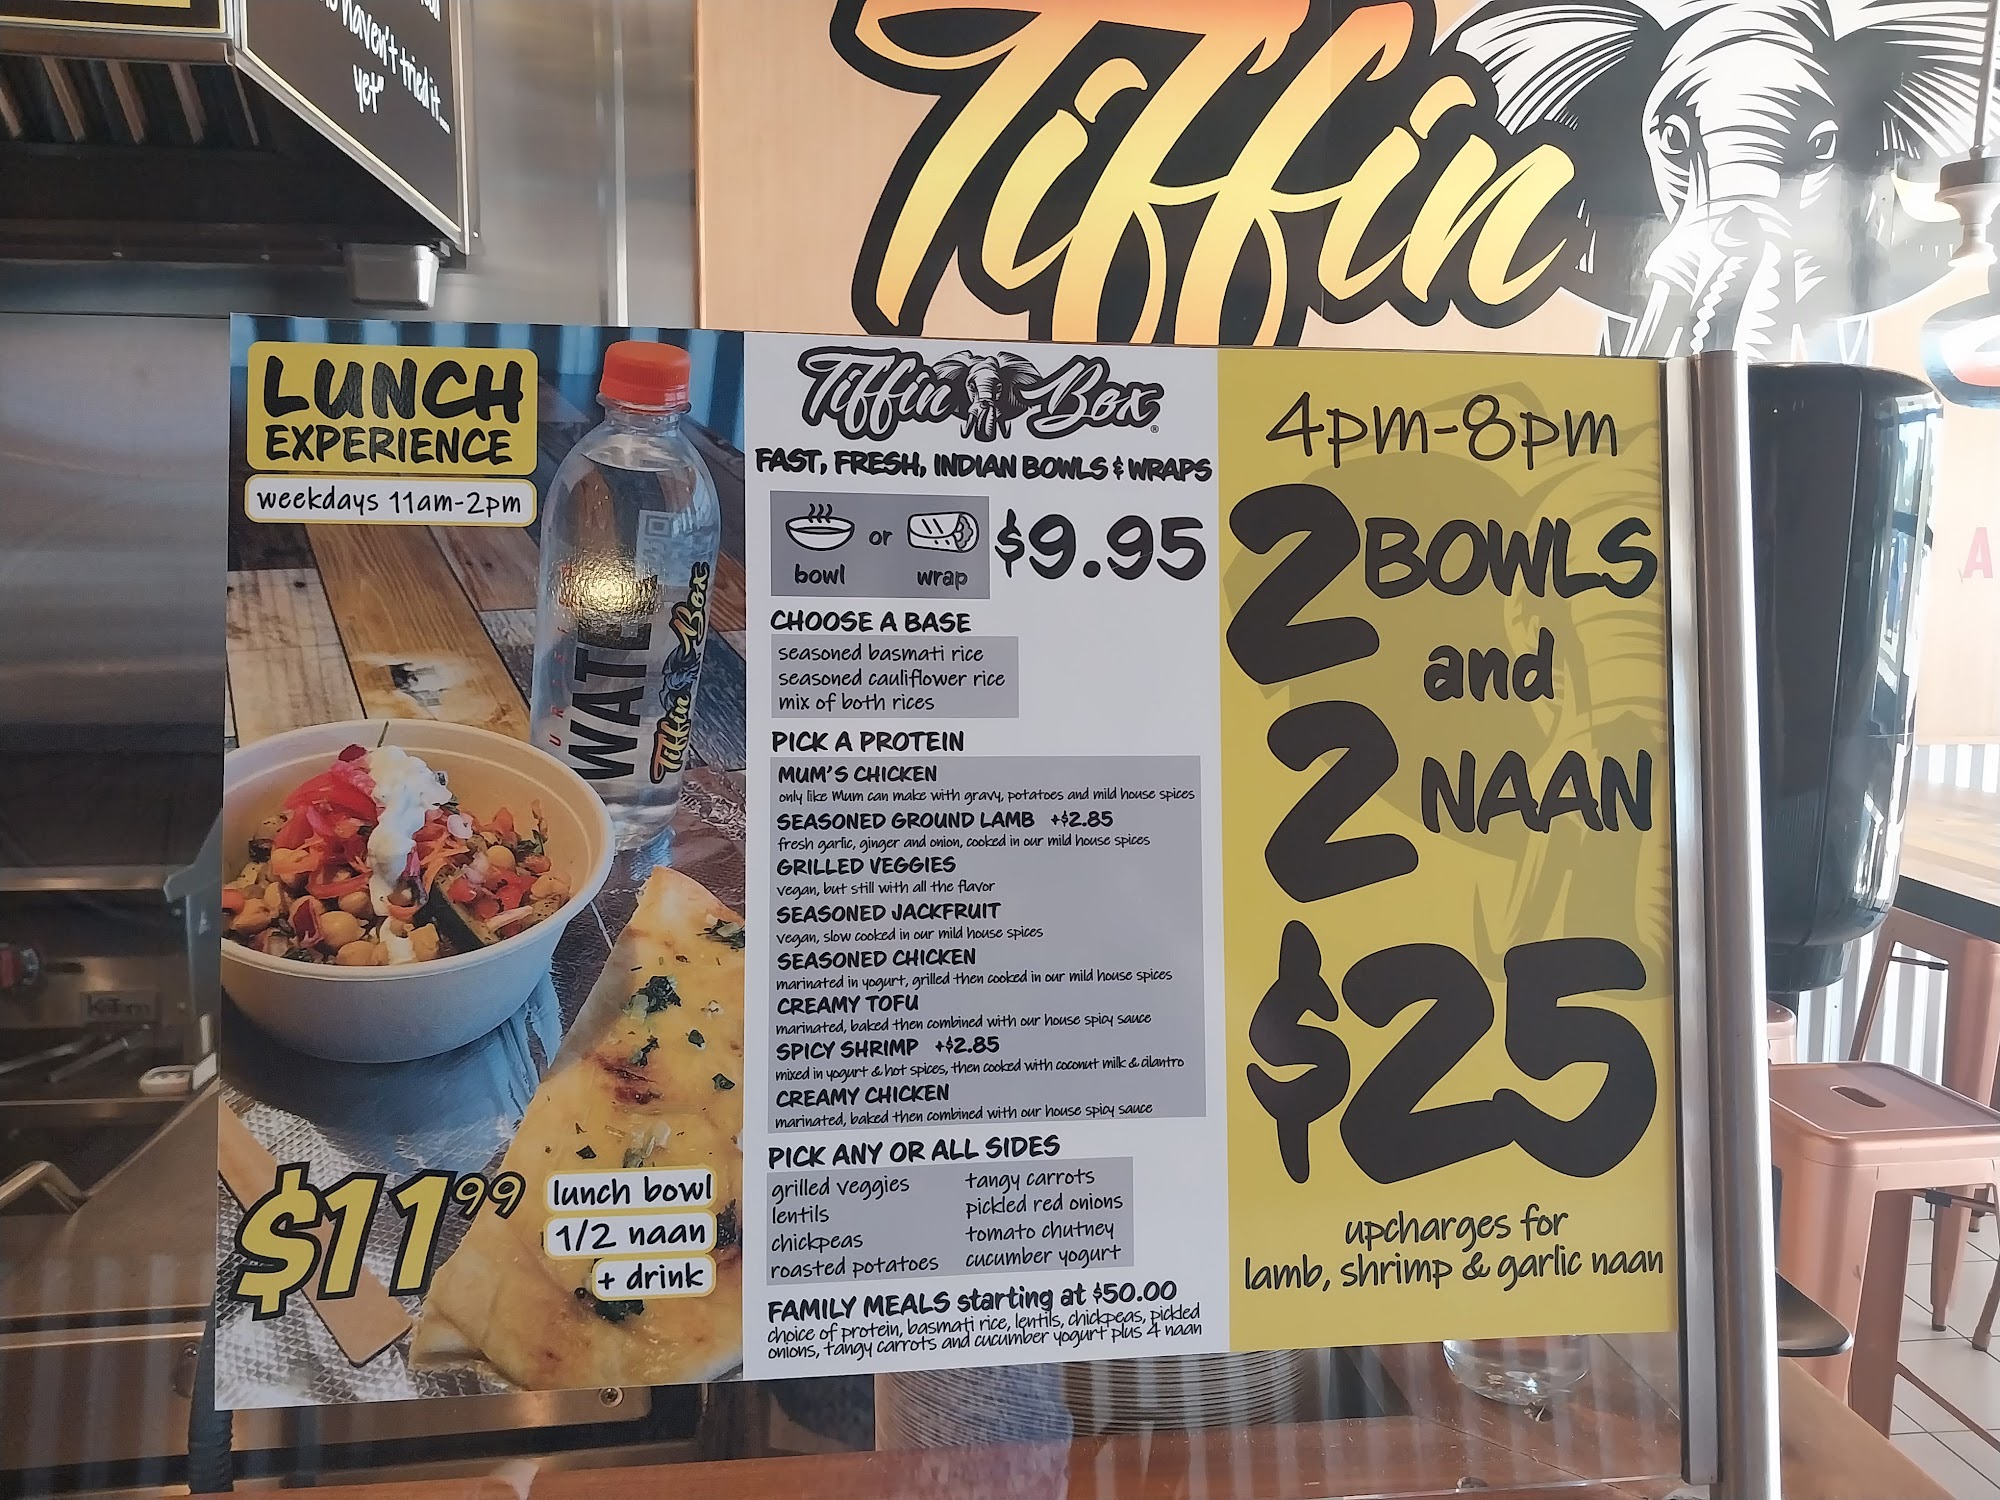 haven't tried it...
yet"
Tiffin
LUNCH
EXPERIENCE
weekdays 11am-2pm
WATE
Tiffin Box
$11.99
lunch bowl
1/2 naan
+ drink
Tiffin Box®
FAST, FRESH, INDIAN BOWLS & WRAPS
bowl or wrap $9.95
CHOOSE A BASE
seasoned basmati rice
seasoned cauliflower rice
mix of both rices
PICK A PROTEIN
MUM'S CHICKEN
only like Mum can make with gravy, potatoes and mild house spices
SEASONED GROUND LAMB +$2.85
fresh garlic, ginger and onion, cooked in our mild house spices
GRILLED VEGGIES
vegan, but still with all the flavor
SEASONED JACKFRUIT
vegan, slow cooked in our mild house spices
SEASONED CHICKEN
marinated in yogurt, grilled then cooked in our mild house spices
CREAMY TOFU
marinated, baked then combined with our house spicy sauce
SPICY SHRIMP +$2.85
mixed in yogurt & hot spices, then cooked with coconut milk & cilantro
CREAMY CHICKEN
marinated, baked then combined with our house spicy sauce
PICK ANY OR ALL SIDES
grilled veggies
lentils
chickpeas
roasted potatoes
tangy carrots
pickled red onions
tomato chutney
cucumber yogurt
FAMILY MEALS starting at $50.00
choice of protein, basmati rice, lentils, chickpeas, pickled
onions, tangy carrots and cucumber yogurt plus 4 naan
4pm-8pm
2 BOWLS
and
2 NAAN
$25
upcharges for
lamb, shrimp & garlic naan
A